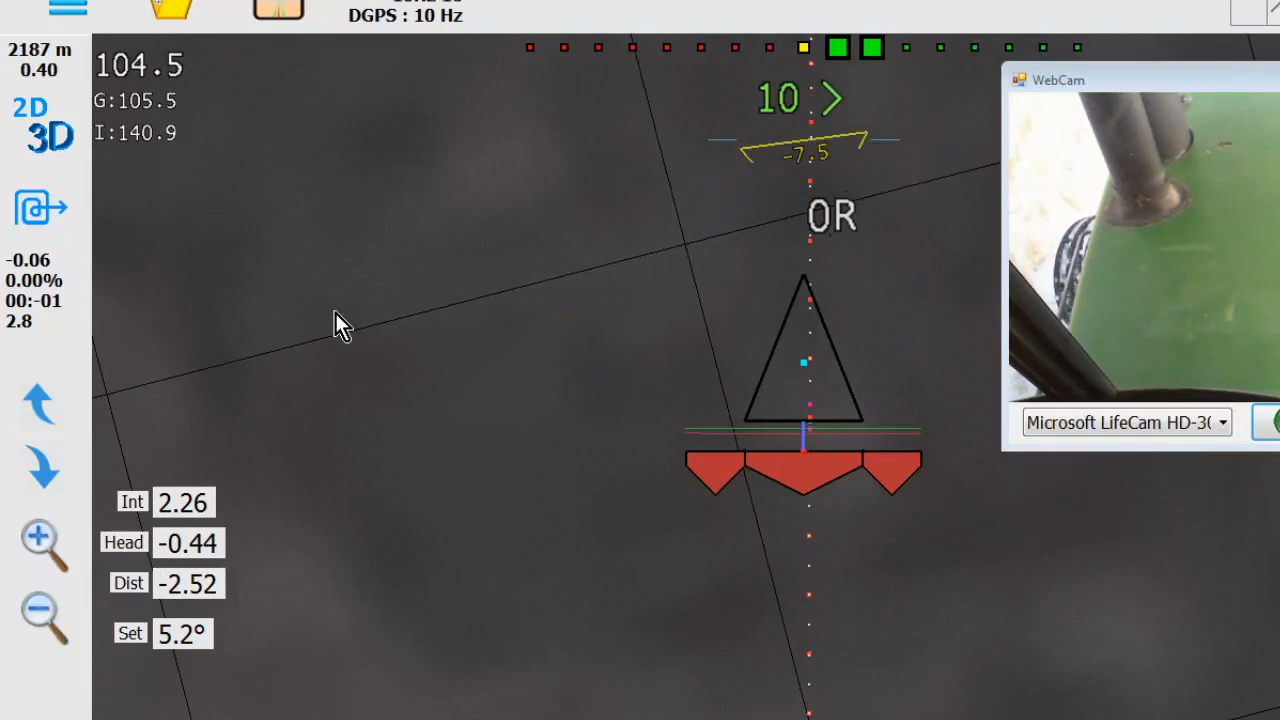 DGPS : 10 Hz
2187 m
0.40
104.5
G:105.5
I:140.9
2D
3D
10 >
-7.5
0R
WebCam
-0.06
0.00%
00:-01
2.8
Microsoft LifeCam HD-30
Int 2.26
Head -0.44
Dist -2.52
Set 5.2°